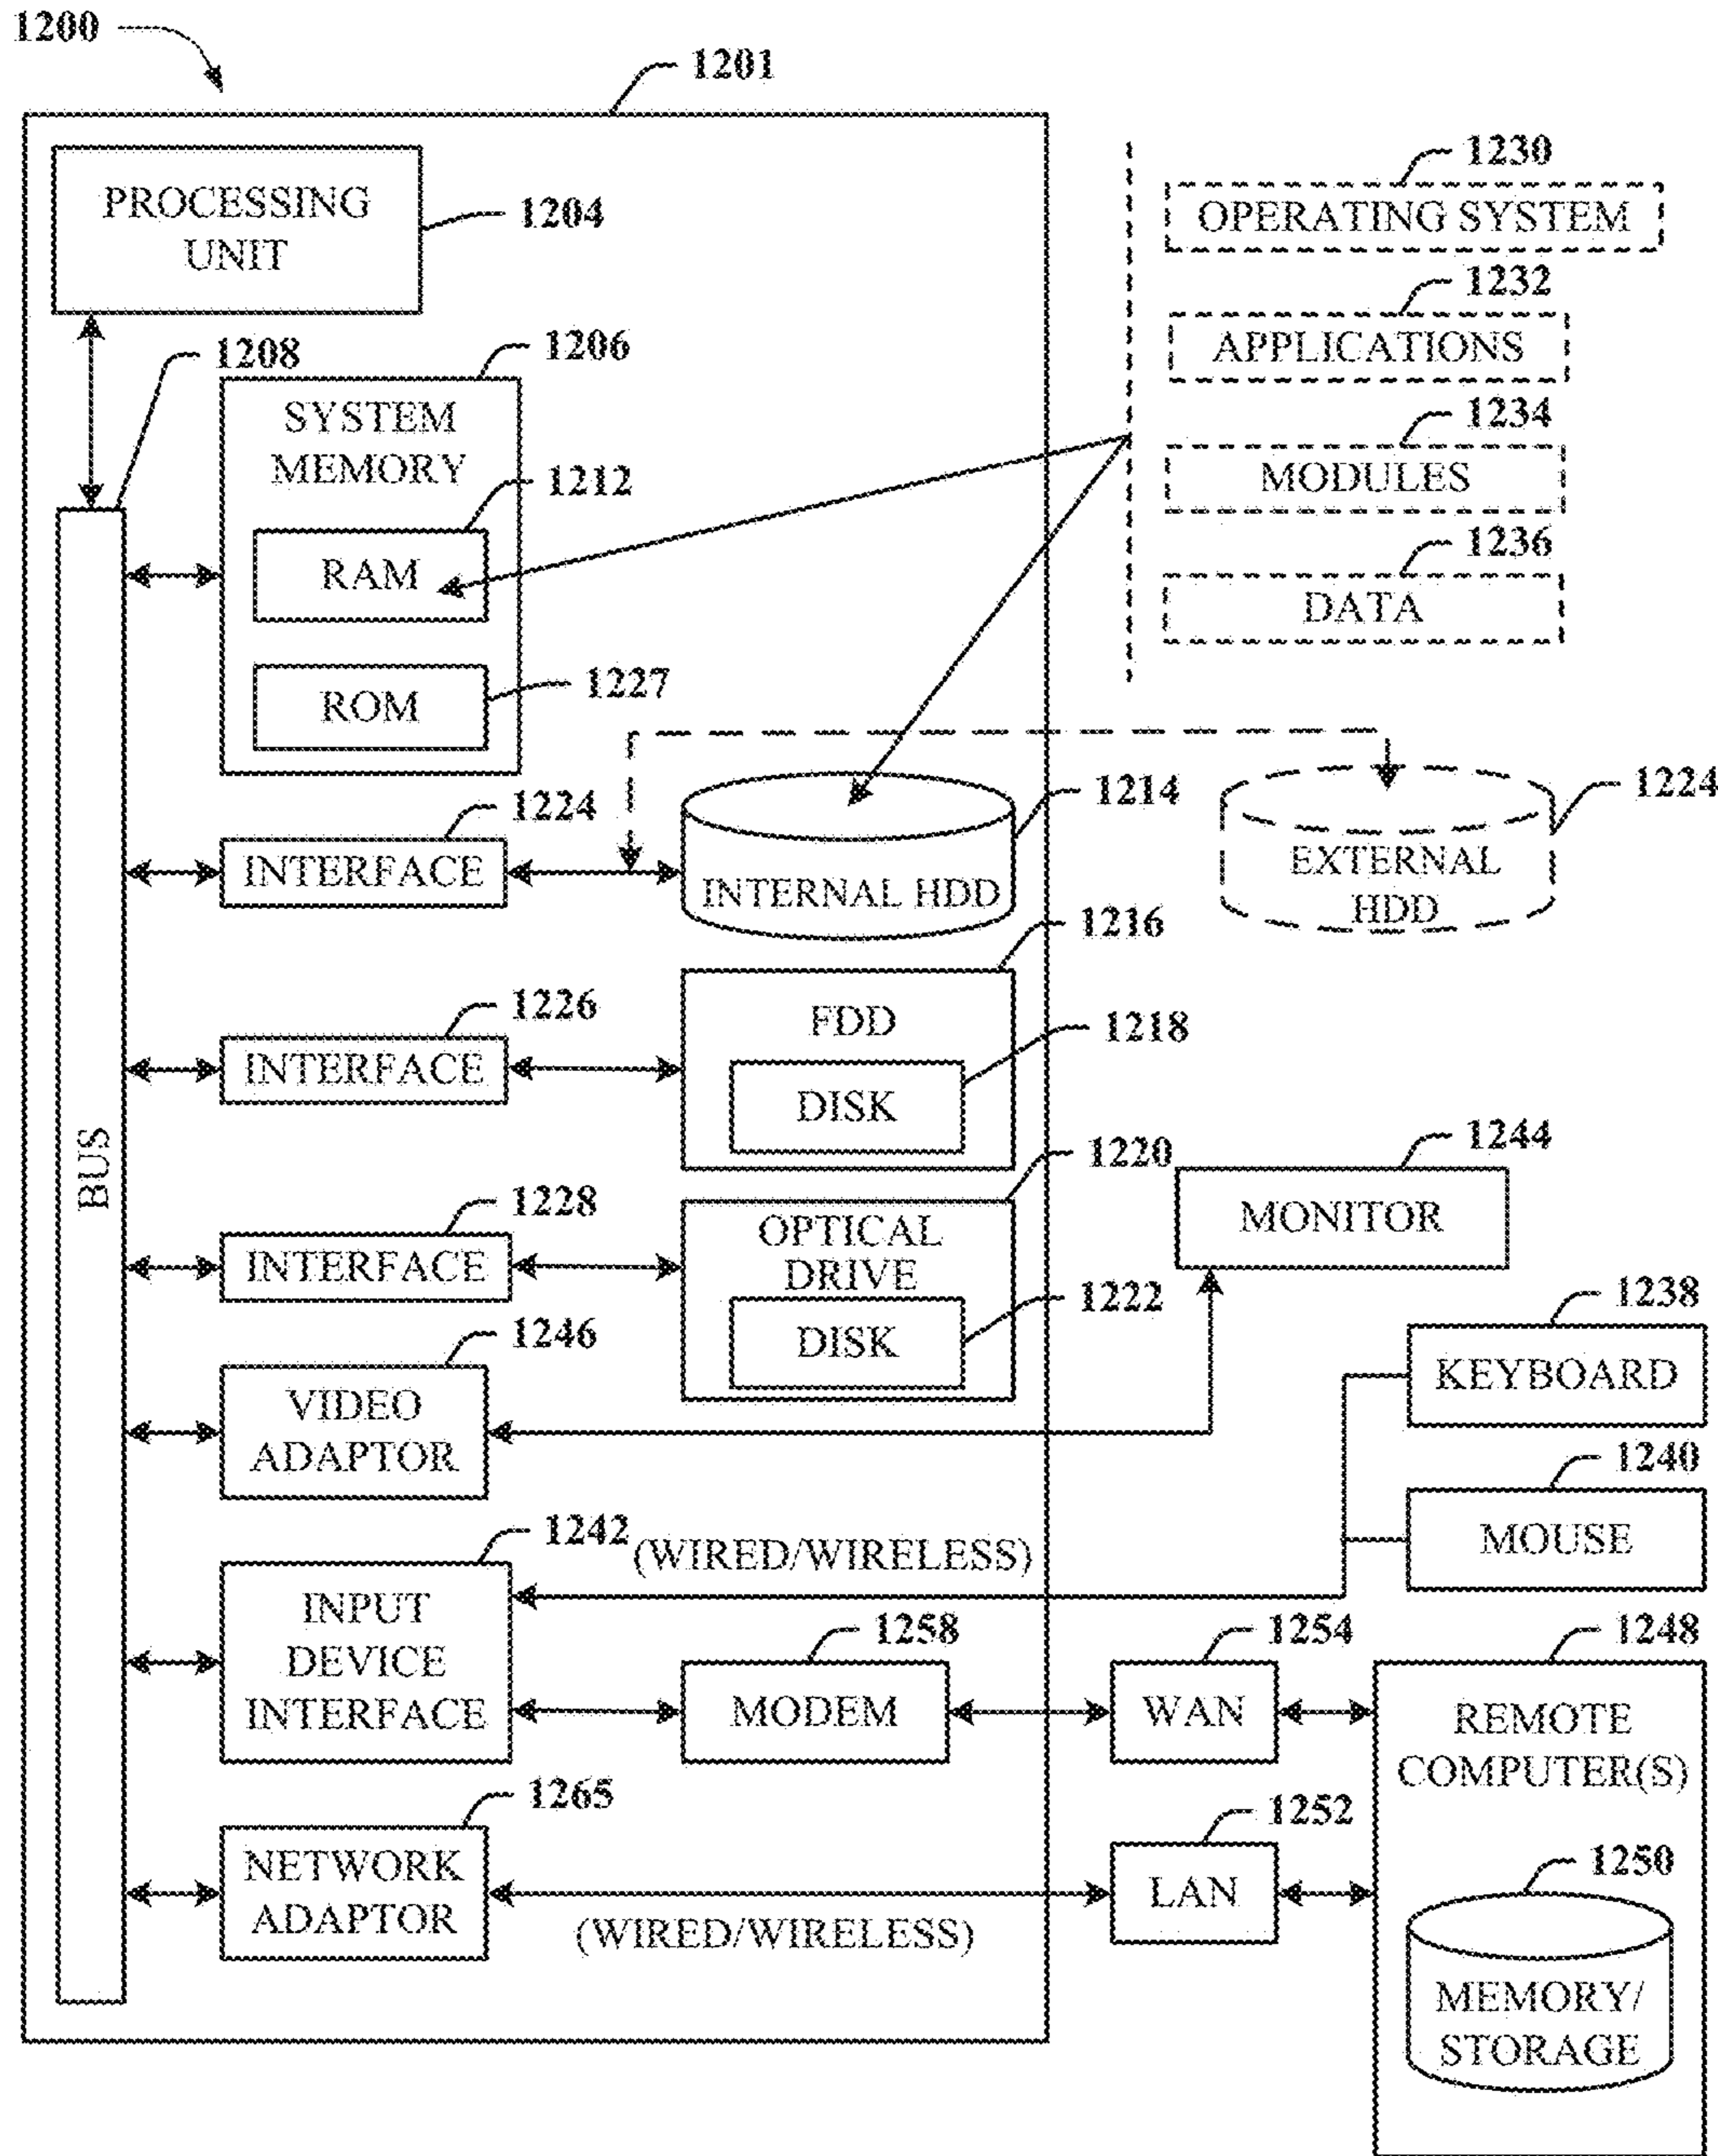 1200
1201
PROCESSING
UNIT
1204
1230
OPERATING SYSTEM
1232
APPLICATIONS
1234
MODULES
1236
DATA
1208
1206
SYSTEM
MEMORY
1212
RAM
1227
ROM
1224
INTERFACE
1214
INTERNAL HDD
1224
EXTERNAL
HDD
1226
INTERFACE
1216
FDD
1218
DISK
BUS
1228
INTERFACE
1220
OPTICAL
DRIVE
1222
DISK
1244
MONITOR
1246
VIDEO
ADAPTOR
1238
KEYBOARD
1240
MOUSE
1242
(WIRED/WIRELESS)
INPUT
DEVICE
INTERFACE
1258
MODEM
1254
WAN
1248
REMOTE
COMPUTER(S)
1265
NETWORK
ADAPTOR
(WIRED/WIRELESS)
1252
LAN
1250
MEMORY/
STORAGE